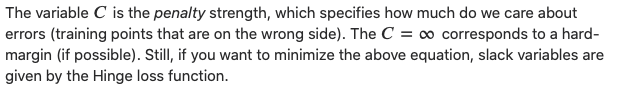 The variable C is the penalty strength, which specifies how much do we care about
errors (training points that are on the wrong side). The C = ∞ corresponds to a hard-
margin (if possible). Still, if you want to minimize the above equation, slack variables are
given by the Hinge loss function.